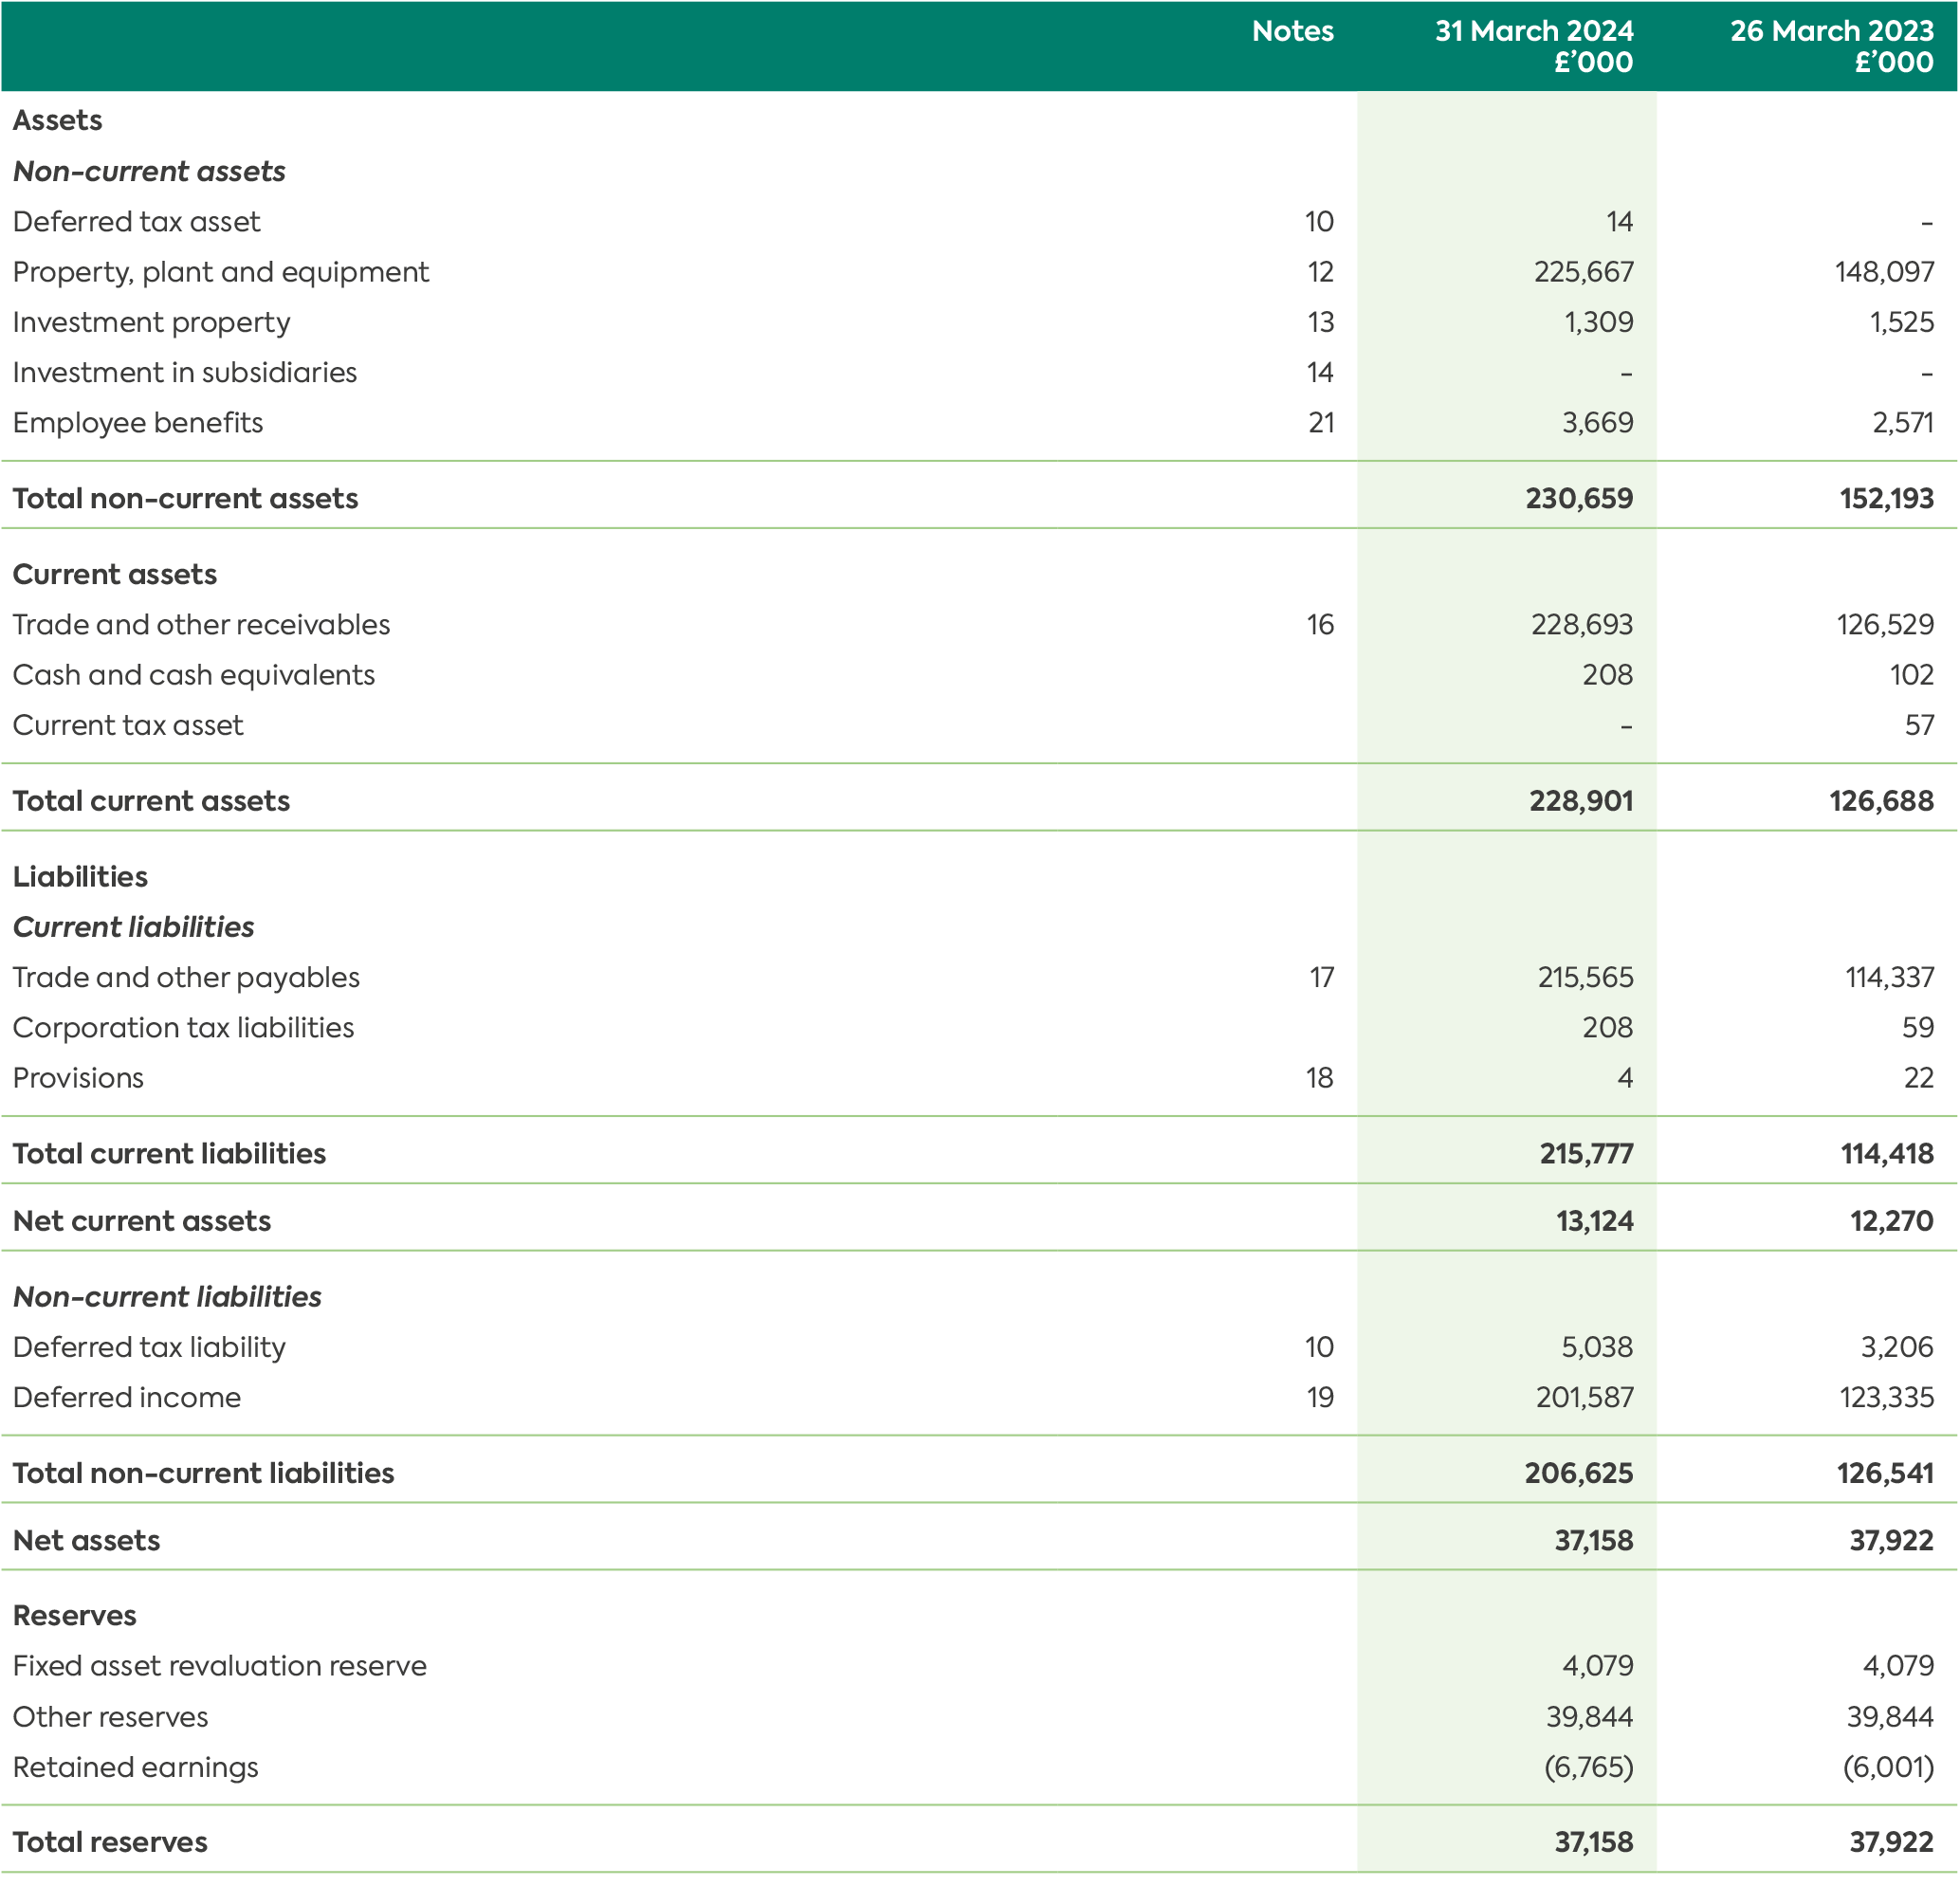 Notes 31 March 2024 26 March 2023
£’000 £’000
Assets
Non-current assets
Deferred tax asset 10 14 -
Property, plant and equipment 12 225,667 148,097
Investment property 13 1,309 1,525
Investment in subsidiaries 14 - -
Employee benefits 21 3,669 2,571
Total non-current assets 230,659 152,193
Current assets
Trade and other receivables 16 228,693 126,529
Cash and cash equivalents 208 102
Current tax asset - 57
Total current assets 228,901 126,688
Liabilities
Current liabilities
Trade and other payables 17 215,565 114,337
Corporation tax liabilities 208 59
Provisions 18 4 22
Total current liabilities 215,777 114,418
Net current assets 13,124 12,270
Non-current liabilities
Deferred tax liability 10 5,038 3,206
Deferred income 19 201,587 123,335
Total non-current liabilities 206,625 126,541
Net assets 37,158 37,922
Reserves
Fixed asset revaluation reserve 4,079 4,079
Other reserves 39,844 39,844
Retained earnings (6,765) (6,001)
Total reserves 37,158 37,922